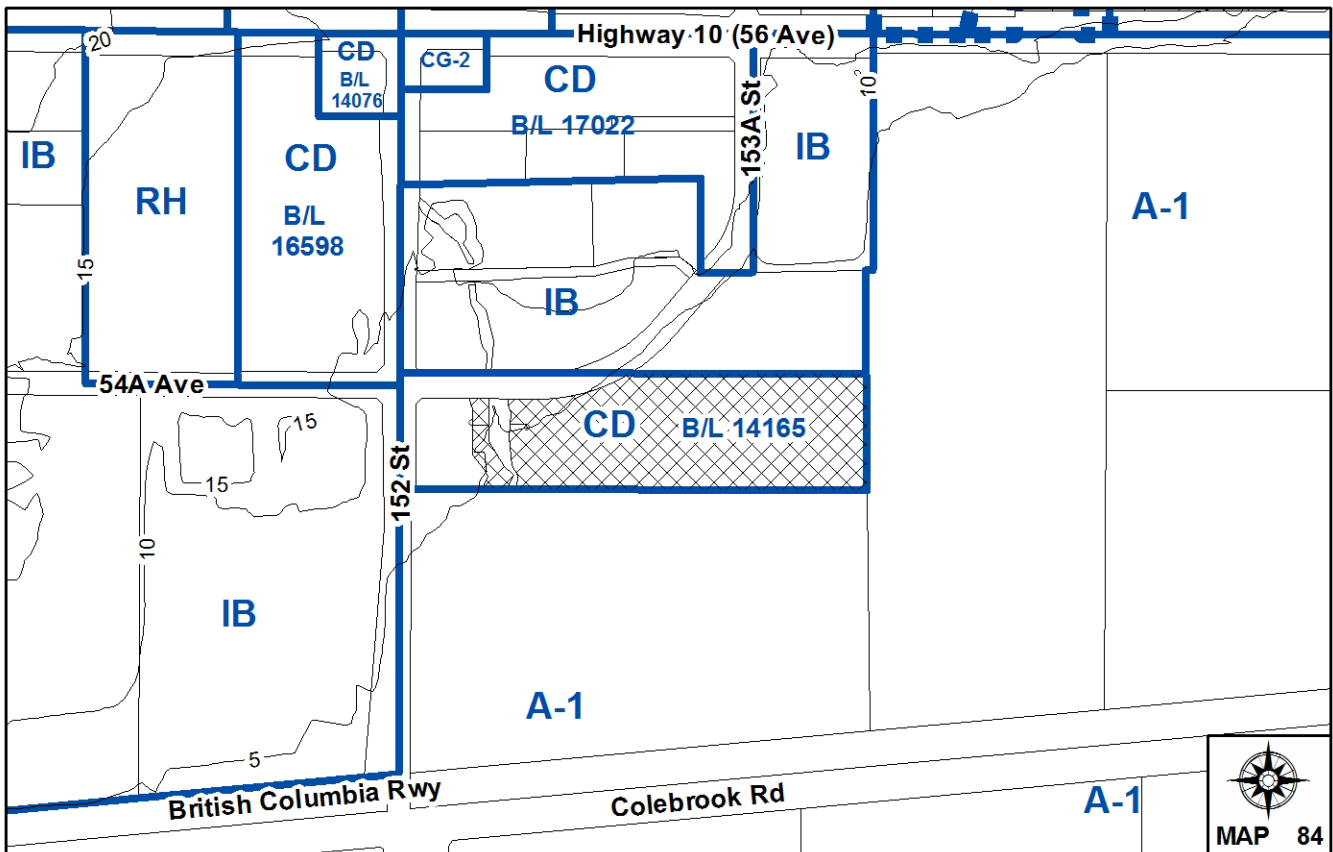 Highway 10 (56 Ave)
20
CD
B/L
14076
CG-2
CD
B/L 17022
153A St
10
IB
IB
RH
CD
B/L
16598
A-1
15
IB
54A Ave
CD B/L 14165
15
15
152 St
10
IB
A-1
5
British Columbia Rwy
Colebrook Rd
A-1
MAP 84